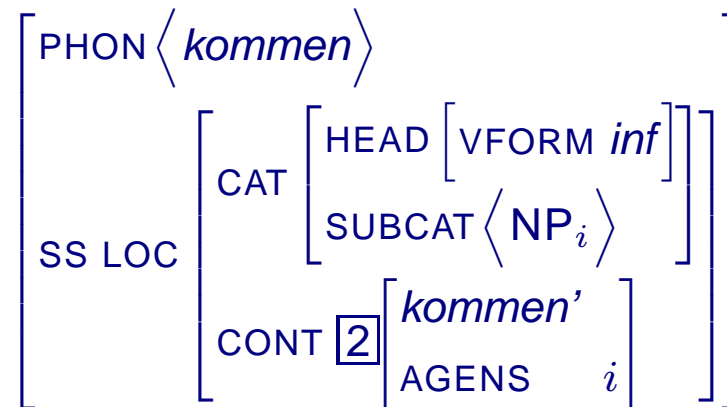 PHON ⟨kommen⟩
HEAD [VFORM inf]
CAT
SUBCAT ⟨NP_i⟩
SS LOC
kommen'
CONT [2]
AGENS i